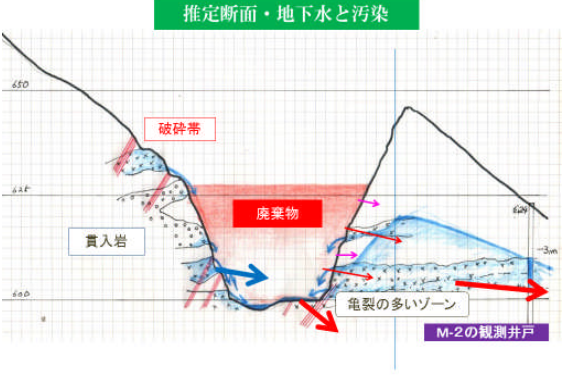 推定断面・地下水と汚染
650
破砕帯
625
廃棄物
貫入岩
3m
600
亀裂の多いゾーン
M-2の観測井戸